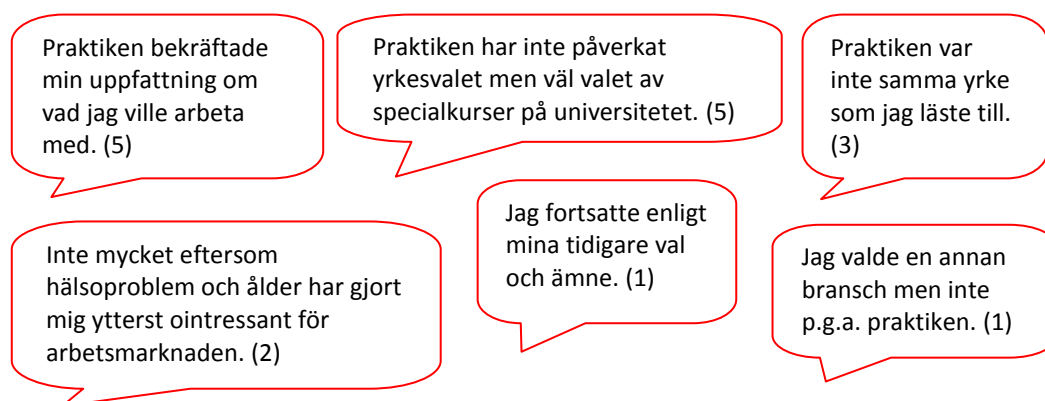 Praktiken bekräftade
min uppfattning om
vad jag ville arbeta
med. (5)
Praktiken har inte påverkat
yrkesvalet men väl valet av
specialkurser på universitetet. (5)
Praktiken var
inte samma yrke
som jag läste till.
(3)
Inte mycket eftersom
hälsoproblem och ålder har gjort
mig ytterst ointressant för
arbetsmarknaden. (2)
Jag fortsatte enligt
mina tidigare val
och ämne. (1)
Jag valde en annan
bransch men inte
p.g.a. praktiken. (1)